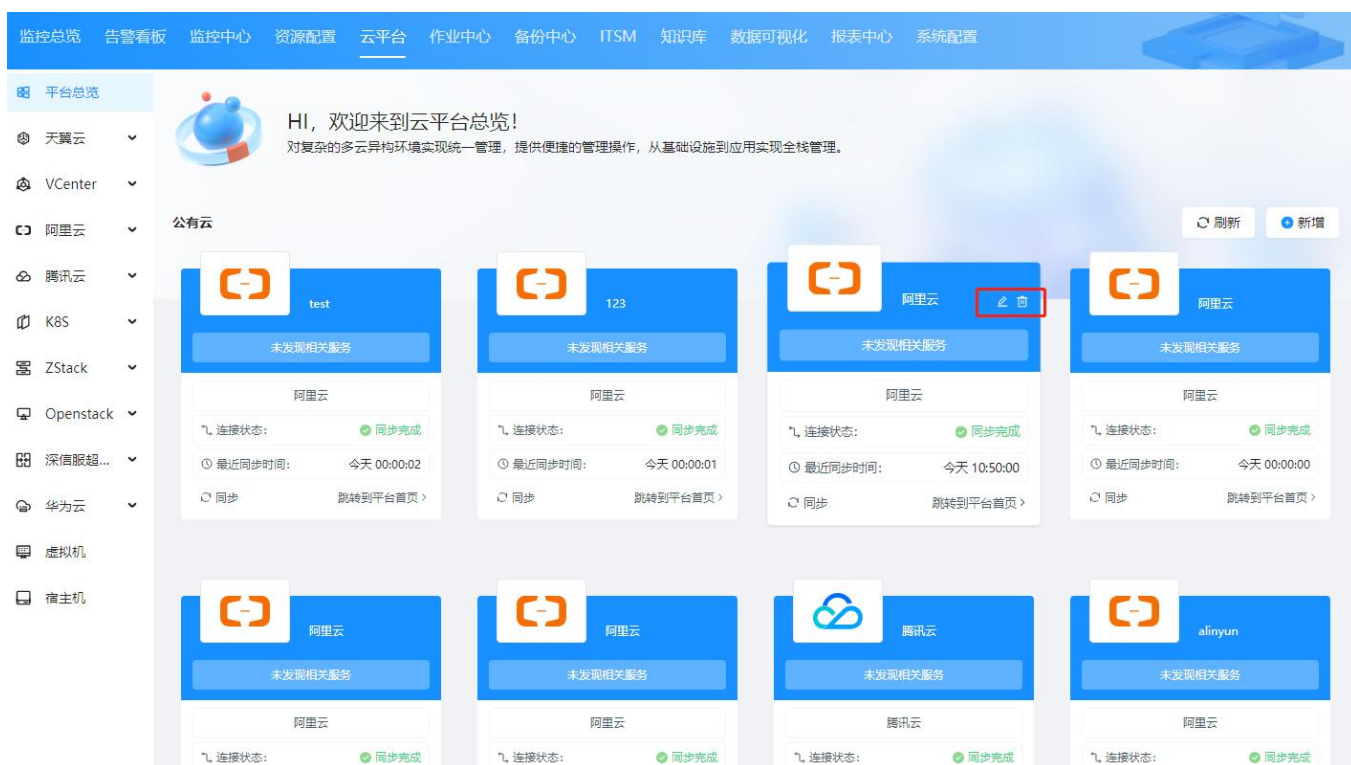 监控总览 告警看板 监控中心 资源配置 云平台 作业中心 备份中心 ITSM 知识库 数据可视化 报表中心 系统配置
平台总览
天翼云
VCenter
阿里云
腾讯云
K8S
ZStack
Openstack
深信服超...
华为云
虚拟机
宿主机
HI，欢迎来到云平台总览！
对复杂的多云异构环境实现统一管理，提供便捷的管理操作，从基础设施到应用实现全栈管理。
公有云
刷新 新增
test 123 阿里云 阿里云
未发现相关服务 未发现相关服务 未发现相关服务 未发现相关服务
阿里云 阿里云 阿里云 阿里云
连接状态： 同步完成 连接状态： 同步完成 连接状态： 同步完成 连接状态： 同步完成
最近同步时间： 今天 00:00:02 最近同步时间： 今天 00:00:01 最近同步时间： 今天 10:50:00 最近同步时间： 今天 00:00:00
同步 跳转到平台首页 同步 跳转到平台首页 同步 跳转到平台首页 同步 跳转到平台首页
阿里云 阿里云 腾讯云 alinyun
未发现相关服务 未发现相关服务 未发现相关服务 未发现相关服务
阿里云 阿里云 腾讯云 阿里云
连接状态： 同步完成 连接状态： 同步完成 连接状态： 同步完成 连接状态： 同步完成